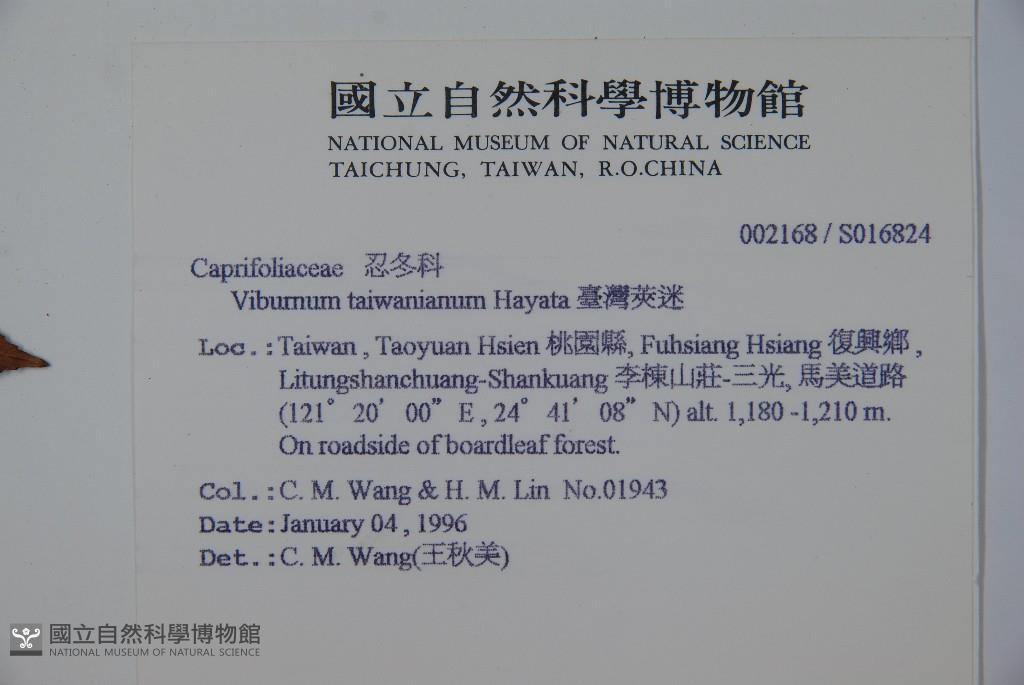 國立自然科學博物館
NATIONAL MUSEUM OF NATURAL SCIENCE
TAICHUNG, TAIWAN, R.O.CHINA
002168 / S016824
Caprifoliaceae 忍冬科
Viburnum taiwanianum Hayata 臺灣莢迷
Loc.:Taiwan , Taoyuan Hsien 桃園縣, Fuhsiang Hsiang 復興鄉 ,
Litungshanchuang-Shankuang 李棟山莊-三光, 馬美道路
(121° 20' 00” E , 24° 41' 08” N) alt. 1,180 -1,210 m.
On roadside of boardleaf forest.
Col.:C. M. Wang & H. M. Lin No.01943
Date:January 04 , 1996
Det.:C. M. Wang(王秋美)
國立自然科學博物館
NATIONAL MUSEUM OF NATURAL SCIENCE